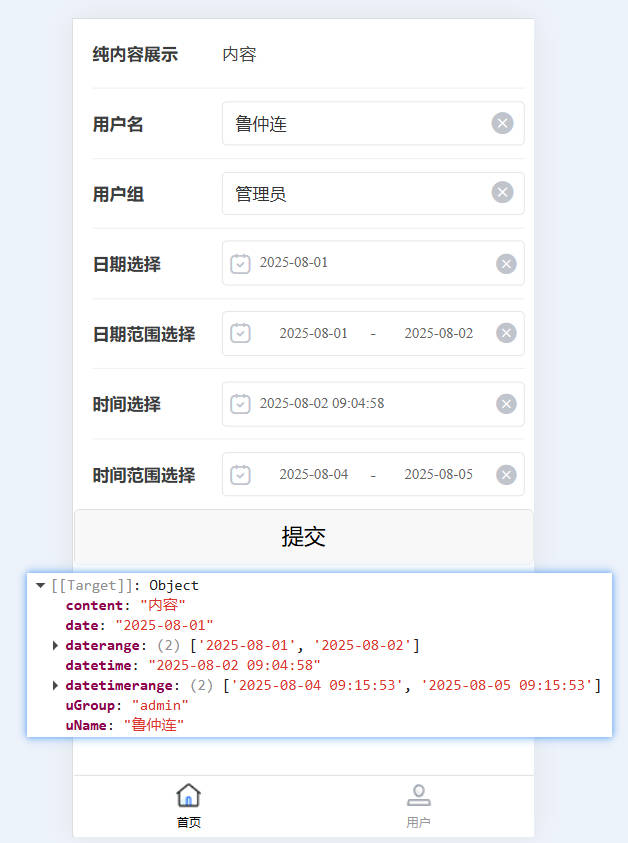 纯内容展示 内容
用户名 鲁仲连
用户组 管理员
日期选择 2025-08-01
日期范围选择 2025-08-01 - 2025-08-02
时间选择 2025-08-02 09:04:58
时间范围选择 2025-08-04 - 2025-08-05
提交
[[Target]]: Object
content: "内容"
date: "2025-08-01"
daterange: (2) ['2025-08-01', '2025-08-02']
datetime: "2025-08-02 09:04:58"
datetimerange: (2) ['2025-08-04 09:15:53', '2025-08-05 09:15:53']
uGroup: "admin"
uName: "鲁仲连"
首页 用户